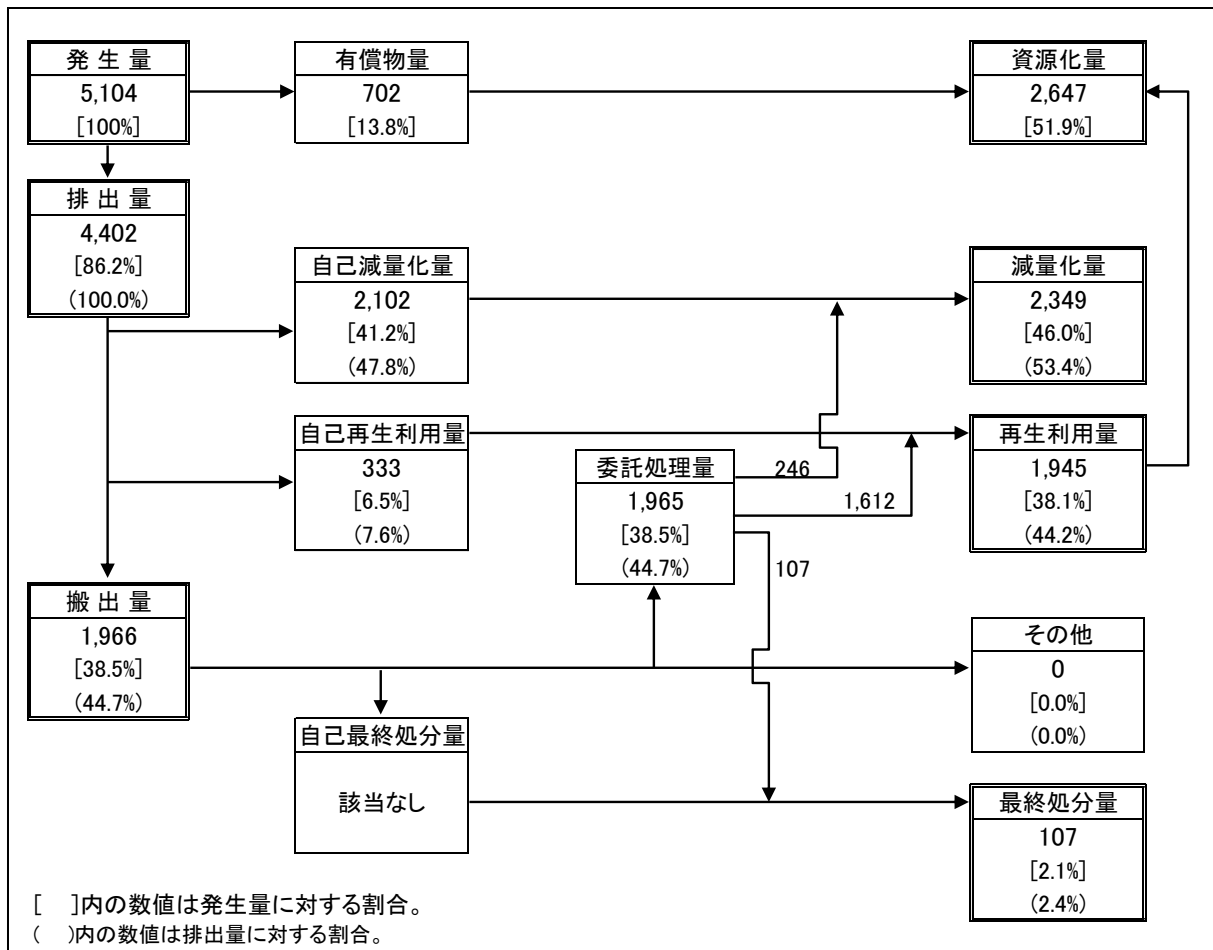 発 生 量
5,104
[100%]
有償物量
702
[13.8%]
資源化量
2,647
[51.9%]
排 出 量
4,402
[86.2%]
(100.0%)
自己減量化量
2,102
[41.2%]
(47.8%)
減量化量
2,349
[46.0%]
(53.4%)
自己再生利用量
333
[6.5%]
(7.6%)
委託処理量
1,965
[38.5%]
(44.7%)
246
1,612
107
再生利用量
1,945
[38.1%]
(44.2%)
搬 出 量
1,966
[38.5%]
(44.7%)
その他
0
[0.0%]
(0.0%)
自己最終処分量
該当なし
最終処分量
107
[2.1%]
(2.4%)
[　]内の数値は発生量に対する割合。
(　)内の数値は排出量に対する割合。